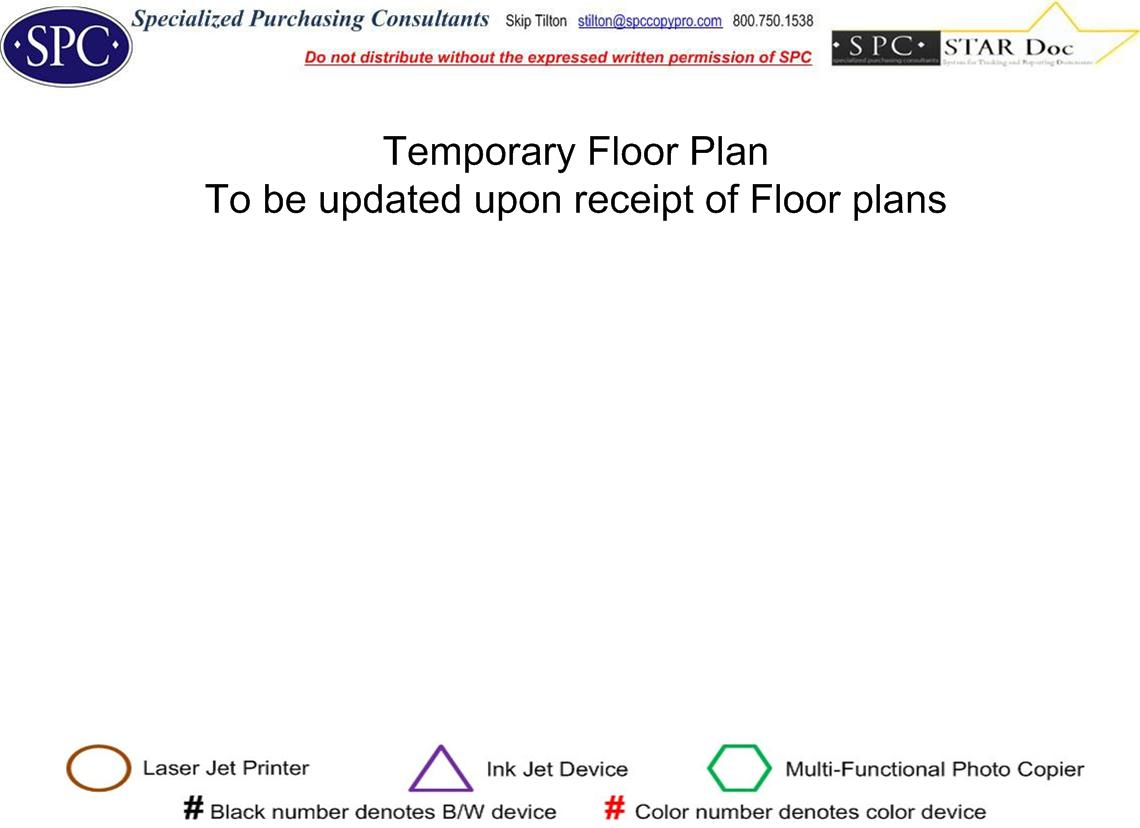 ·SPC·
Specialized Purchasing Consultants Skip Tilton stilton@spccopypro.com 800.750.1538
Do not distribute without the expressed written permission of SPC
·SPC· STAR Doc
specialized purchasing consultants System for Tracking and Reporting Documents
Temporary Floor Plan
To be updated upon receipt of Floor plans
Laser Jet Printer Ink Jet Device Multi-Functional Photo Copier
# Black number denotes B/W device # Color number denotes color device